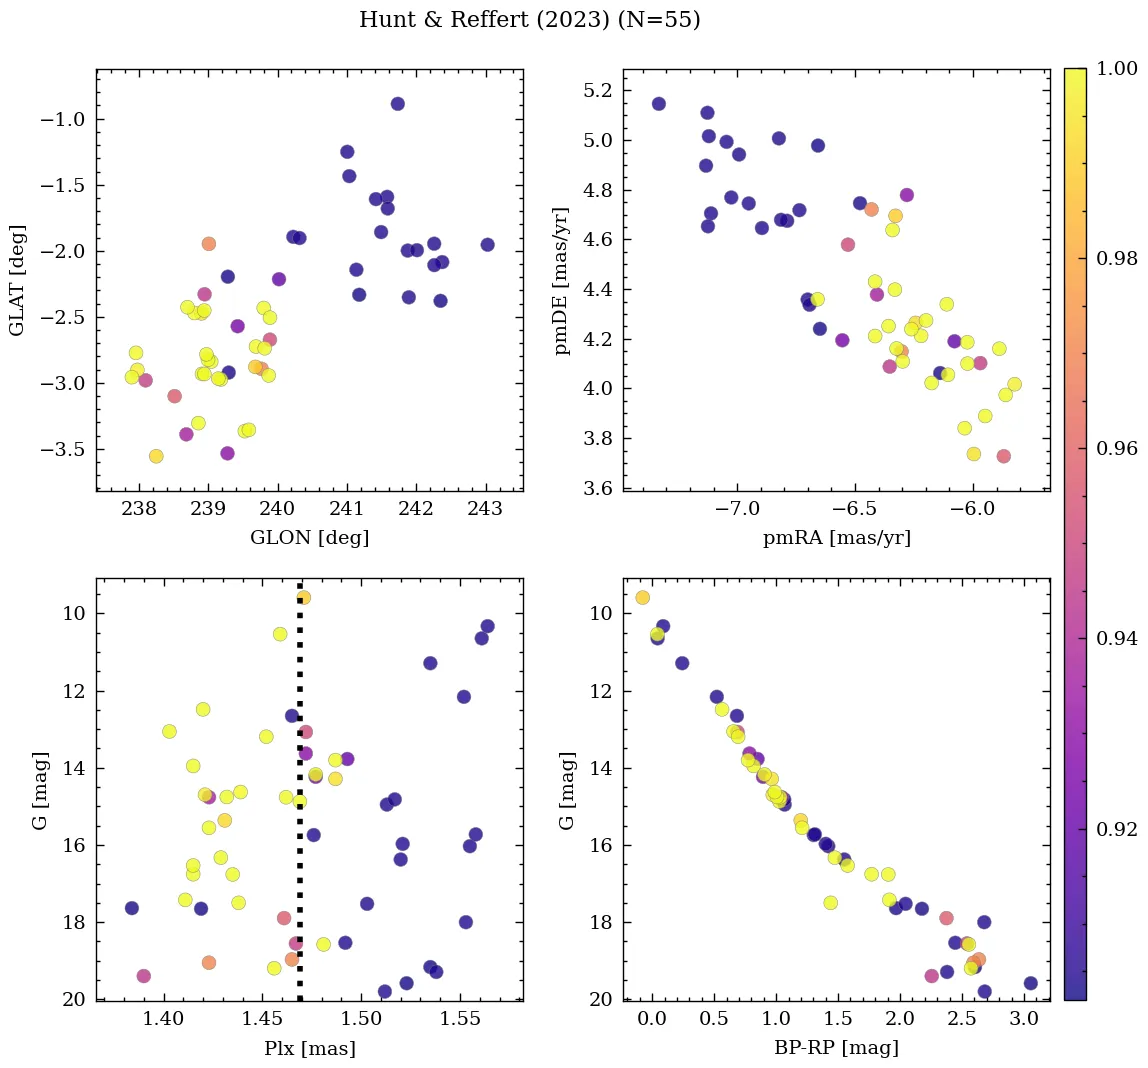 Hunt & Reffert (2023) (N=55)
−1.0
−1.5
−2.0
−2.5
−3.0
−3.5
GLAT [deg]
238 239 240 241 242 243
GLON [deg]
5.2
5.0
4.8
4.6
4.4
4.2
4.0
3.8
3.6
pmDE [mas/yr]
−7.0 −6.5 −6.0
pmRA [mas/yr]
1.00
0.98
0.96
0.94
0.92
10
12
14
16
18
20
G [mag]
1.40 1.45 1.50 1.55
Plx [mas]
10
12
14
16
18
20
G [mag]
0.0 0.5 1.0 1.5 2.0 2.5 3.0
BP-RP [mag]